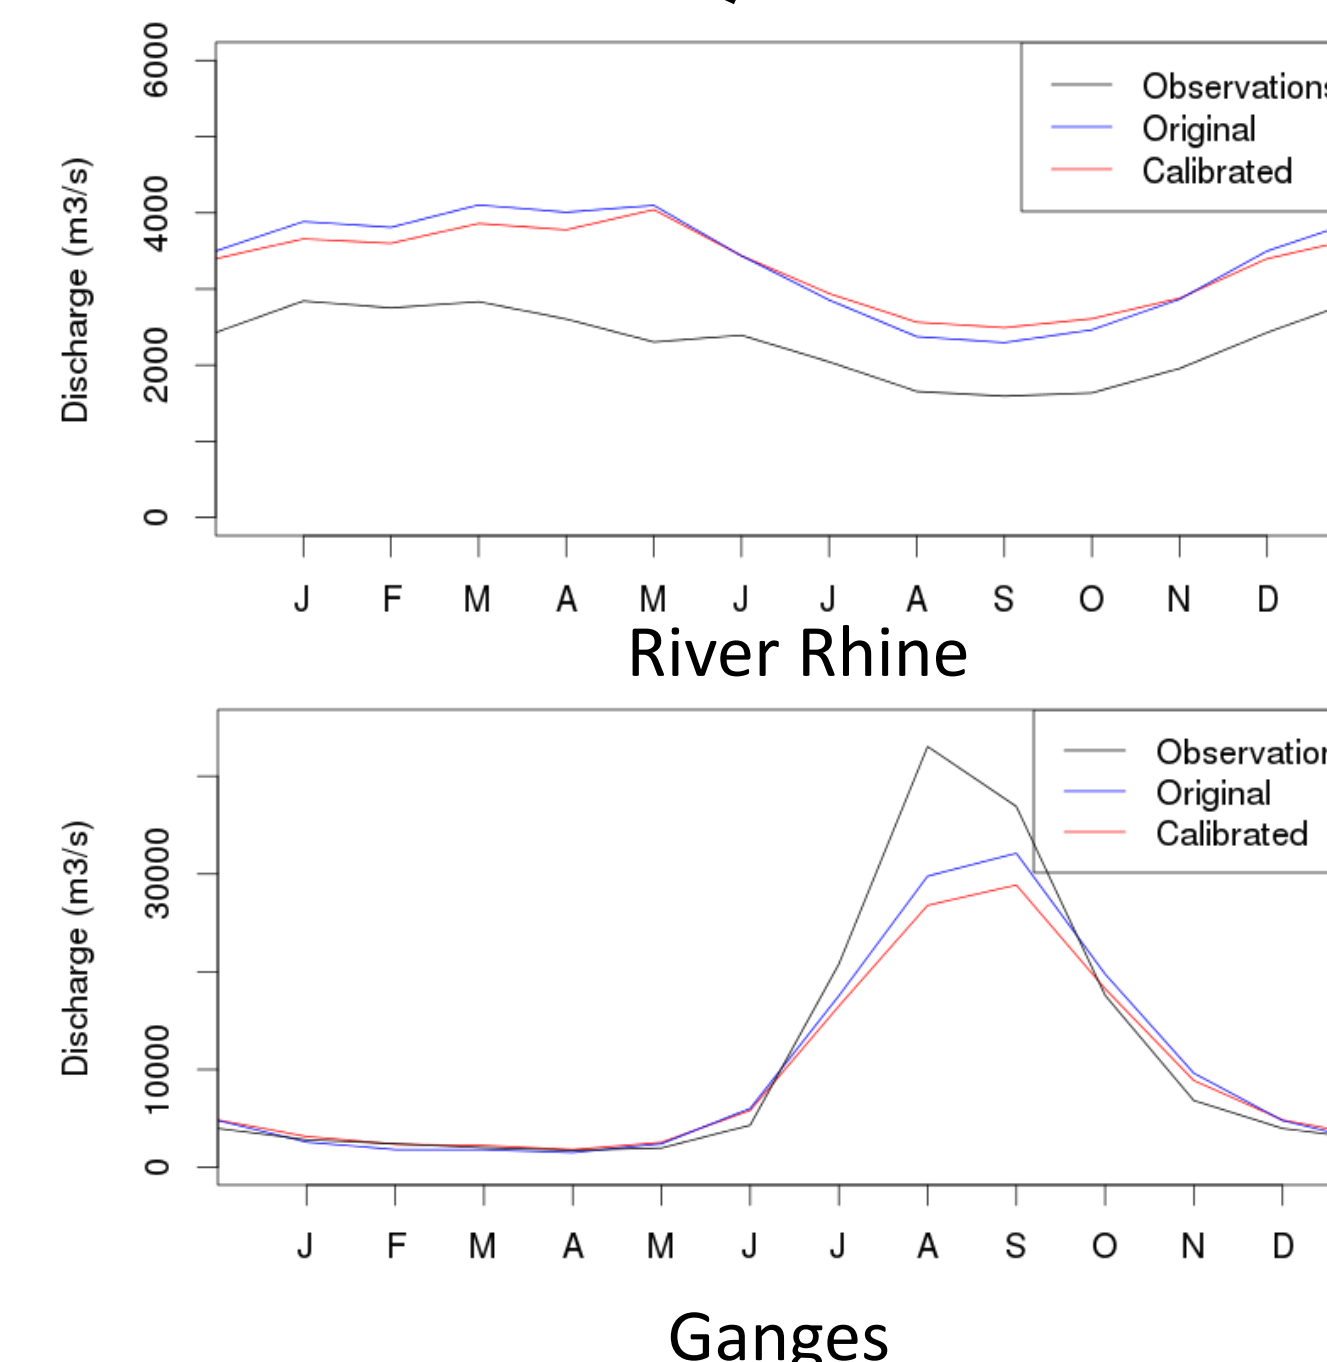 6000
4000
2000
0
Discharge (m3/s)
Observations
Original
Calibrated
J F M A M J J A S O N D
River Rhine
30000
10000
0
Discharge (m3/s)
Observation
Original
Calibrated
J F M A M J J A S O N D
Ganges